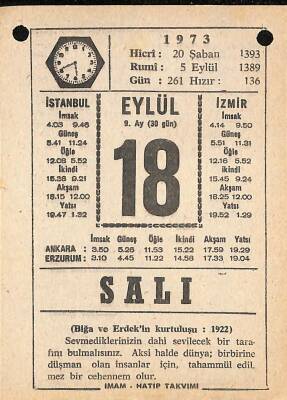 1973
Hicrî: 20 Şaban 1393
Rumî: 5 Eylül 1389
Gün : 261 Hızır : 136
İSTANBUL
İmsak
4.03 9.46
Güneş
5.41 11.24
Öğle
12.08 5.52
İkindi
15.38 9.21
Akşam
18.15 12.00
Yatsı
19.47 1.32
EYLÜL
9. Ay (30 gün)
18
İZMİR
İmsak
4.14 9.50
Güneş
5.51 11.31
Öğle
12.16 5.52
İkindi
15.45 9.24
Akşam
18.25 12.00
Yatsı
19.52 1.29
İmsak Güneş Öğle İkindi Akşam Yatsı
ANKARA : 3.50 5.26 11.53 15.22 17.59 19.29
ERZURUM : 3.10 4.45 11.22 14.56 17.33 19.04
SALI
(Biğa ve Erdek'in kurtuluşu : 1922)
Sevmediklerinizin dahi sevilecek bir tara-
fını bulmalısınız. Aksi halde dünya; birbirine
düşman olan insanlar için, tahammül edil-
mez bir cehennem olur.
İMAM - HATİP TAKVİMİ